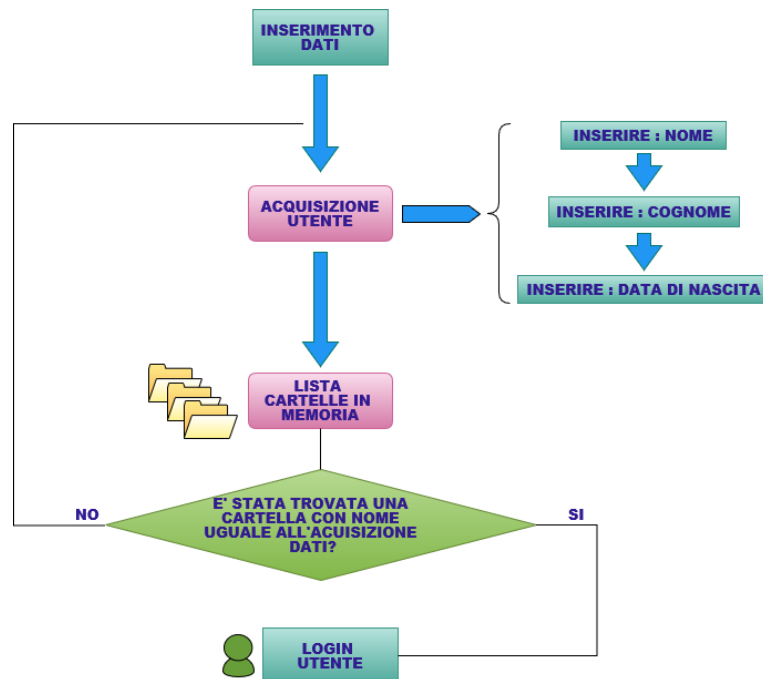 INSERIMENTO
DATI
INSERIRE : NOME
ACQUISIZIONE
UTENTE
INSERIRE : COGNOME
INSERIRE : DATA DI NASCITA
LISTA
CARTELLE IN
MEMORIA
E' STATA TROVATA UNA
CARTELLA CON NOME
UGUALE ALL'ACUISIZIONE
DATI?
NO
SI
LOGIN
UTENTE